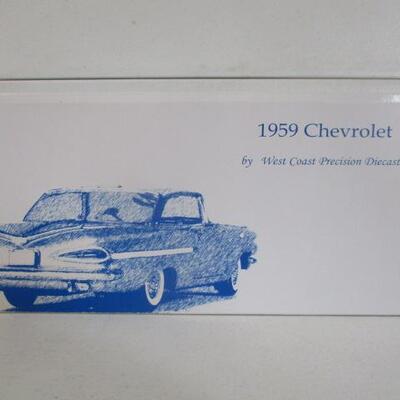 1959 Chevrolet
by West Coast Precision Diecast